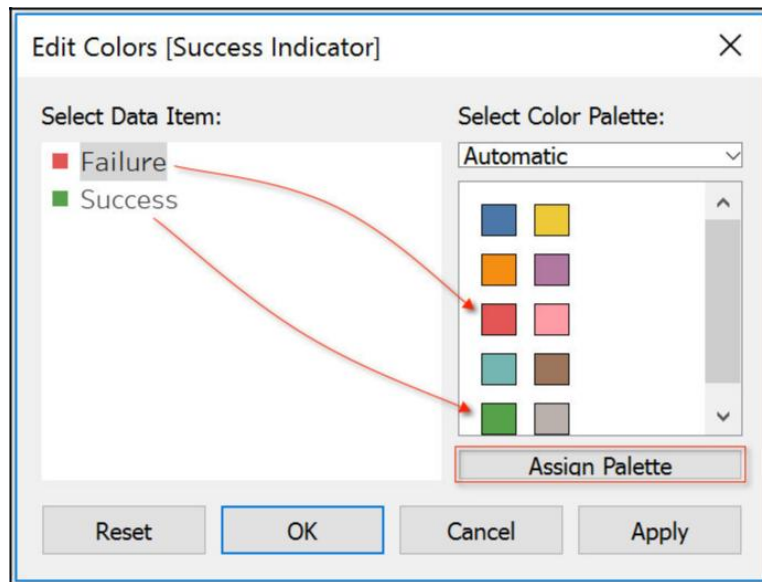 Edit Colors [Success Indicator]
Select Data Item:
Failure
Success
Select Color Palette:
Automatic
Assign Palette
Reset
OK
Cancel
Apply